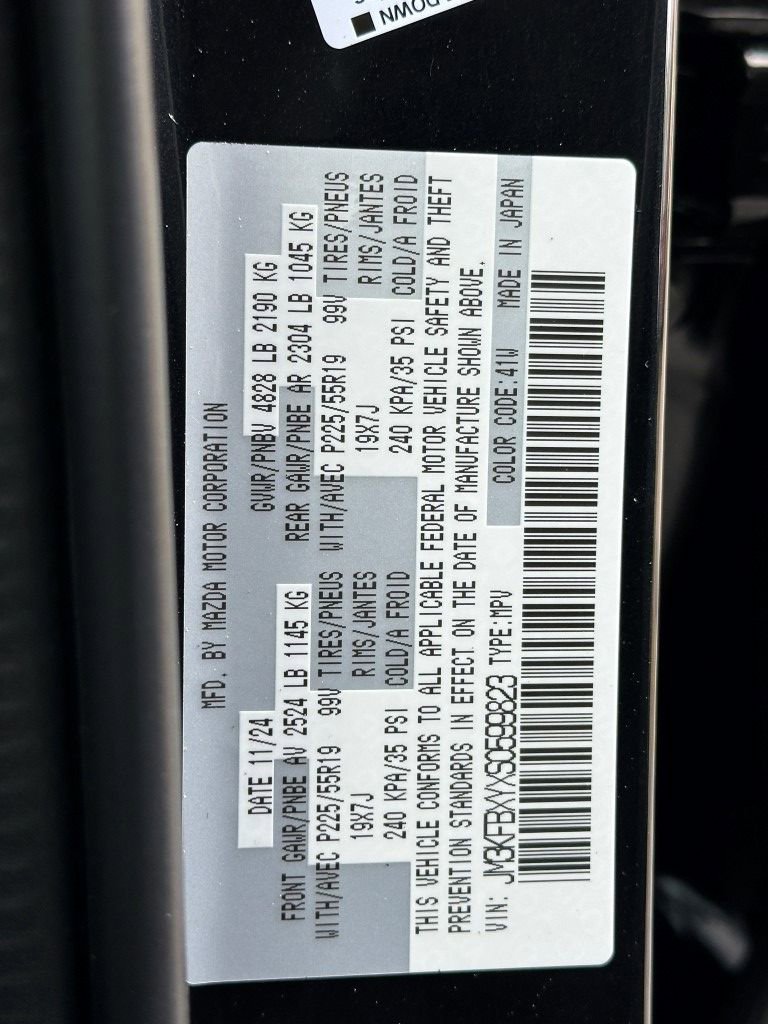 DOWN
MFD. BY MAZDA MOTOR CORPORATION
DATE 11/24 GVWR/PNBV 4828 LB 2190 KG
FRONT GAWR/PNBE AV 2524 LB 1145 KG REAR GAWR/PNBE AR 2304 LB 1045 KG
WITH/AVEC P225/55R19 99V TIRES/PNEUS WITH/AVEC P225/55R19 99V TIRES/PNEUS
19X7J RIMS/JANTES 19X7J RIMS/JANTES
240 KPA/35 PSI COLD/A FROID 240 KPA/35 PSI COLD/A FROID
THIS VEHICLE CONFORMS TO ALL APPLICABLE FEDERAL MOTOR VEHICLE SAFETY AND THEFT
PREVENTION STANDARDS IN EFFECT ON THE DATE OF MANUFACTURE SHOWN ABOVE.
VIN: JM3KFBXYXS0599823 TYPE:MPV COLOR CODE:41W MADE IN JAPAN